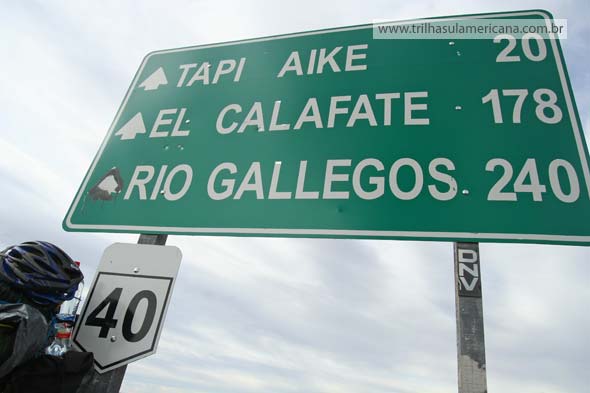 www.trilhasulamericana.com.br
TAPI AIKE 20
EL CALAFATE 178
RIO GALLEGOS 240
40
DNV